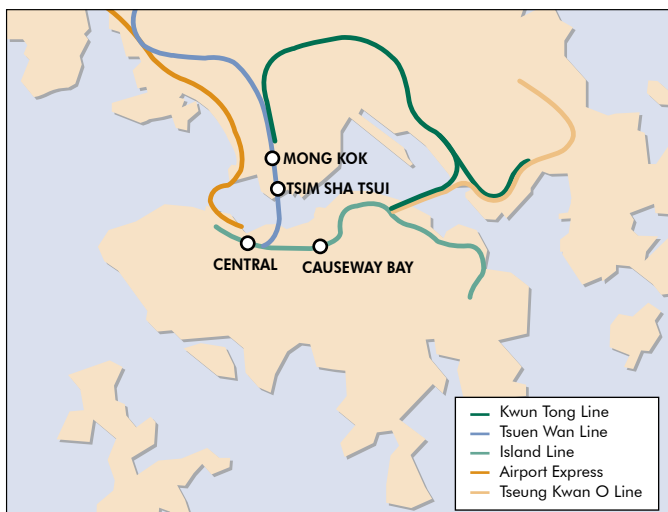 MONG KOK
TSIM SHA TSUI
CENTRAL
CAUSEWAY BAY
Kwun Tong Line
Tsuen Wan Line
Island Line
Airport Express
Tseung Kwan O Line